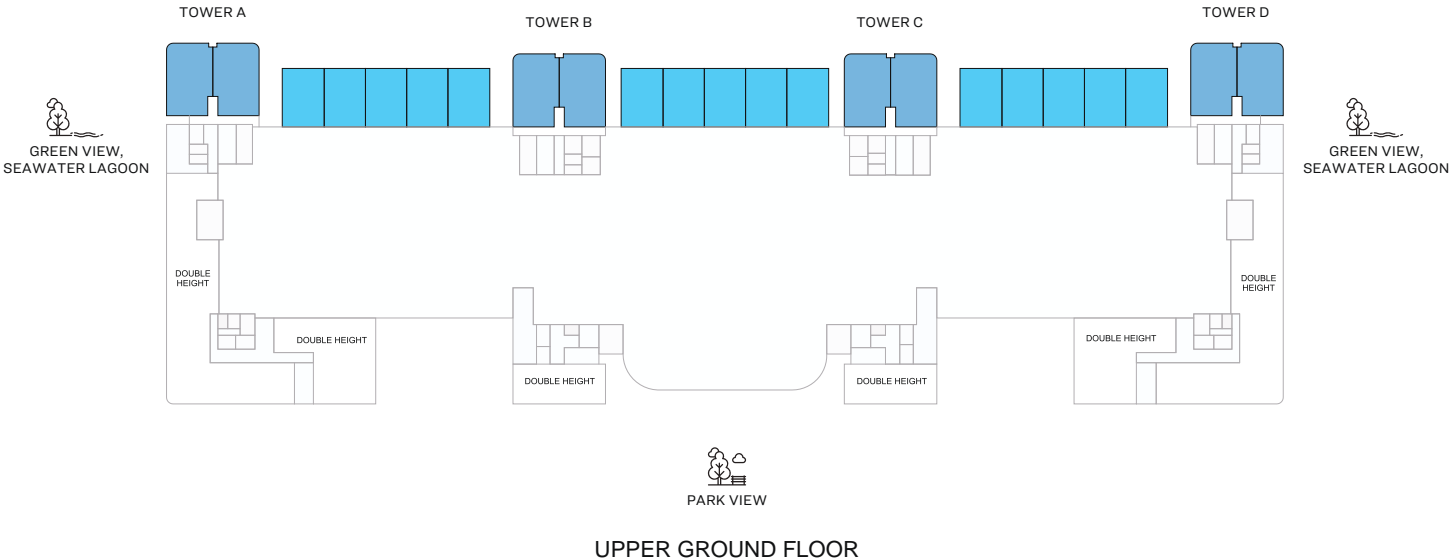 TOWER A
TOWER B
TOWER C
TOWER D
GREEN VIEW,
SEAWATER LAGOON
GREEN VIEW,
SEAWATER LAGOON
DOUBLE
HEIGHT
DOUBLE
HEIGHT
DOUBLE HEIGHT
DOUBLE HEIGHT
DOUBLE HEIGHT
DOUBLE HEIGHT
PARK VIEW
UPPER GROUND FLOOR